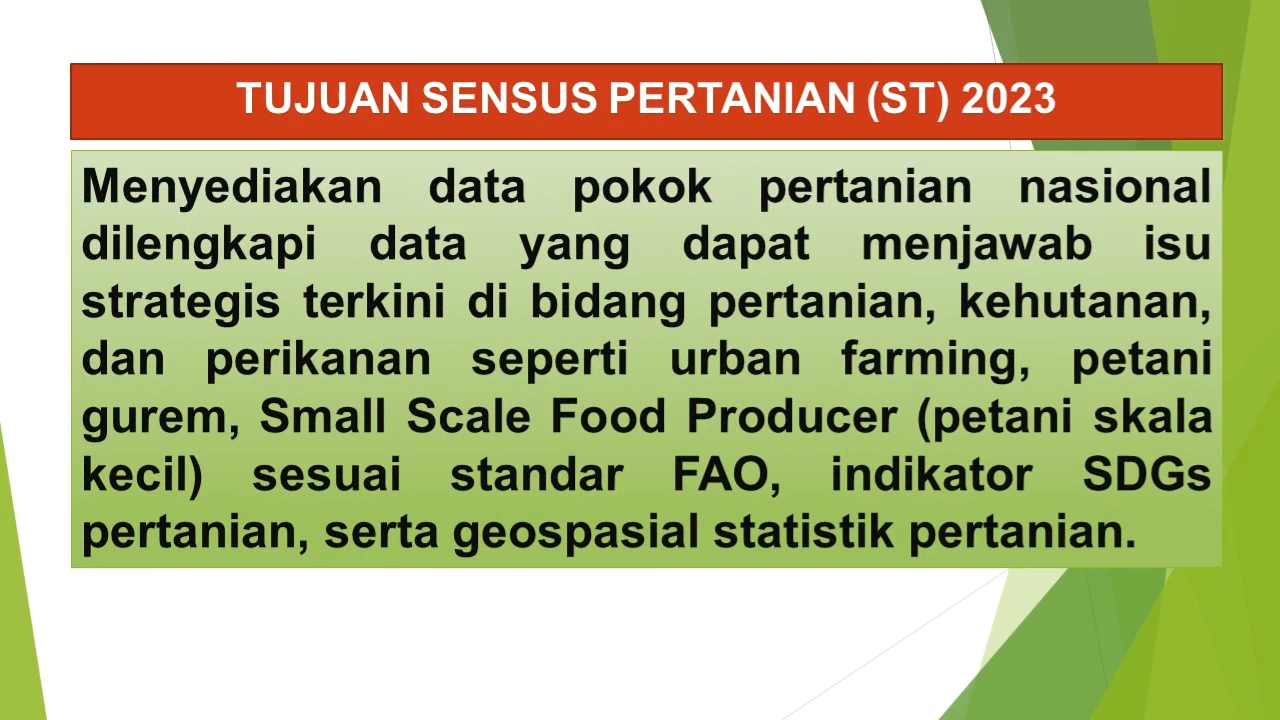 TUJUAN SENSUS PERTANIAN (ST) 2023
Menyediakan data pokok pertanian nasional
dilengkapi data yang dapat menjawab isu
strategis terkini di bidang pertanian, kehutanan,
dan perikanan seperti urban farming, petani
gurem, Small Scale Food Producer (petani skala
kecil) sesuai standar FAO, indikator SDGs
pertanian, serta geospasial statistik pertanian.